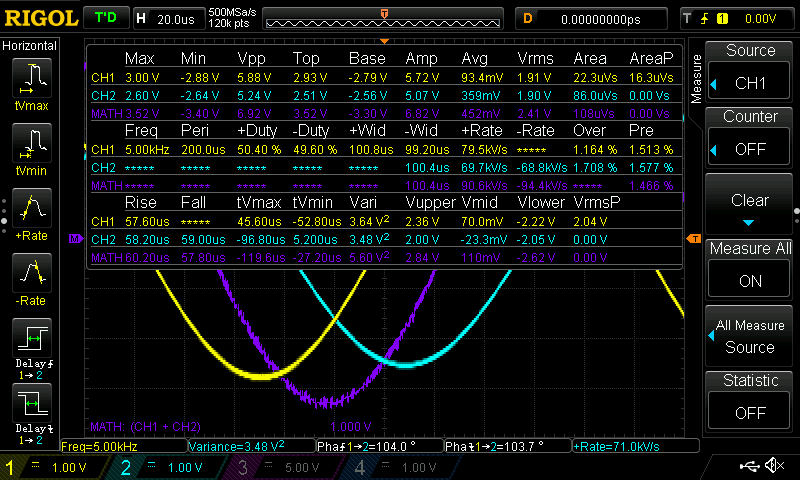 RIGOL T'D H 20.0us 500MSa/s 120k pts T D 0.00000000ps T 1 0.00V
Horizontal
tVmax
tVmin
+Rate
-Rate
Delay
1→2
Delay
1→2
Max Min Vpp Top Base Amp Avg Vrms Area AreaP
CH1 3.00 V -2.88 V 5.88 V 2.93 V -2.79 V 5.72 V 93.4mV 1.91 V 22.3uVs 16.3uVs
CH2 2.60 V -2.64 V 5.24 V 2.51 V -2.56 V 5.07 V 359mV 1.90 V 86.0uVs 0.00 Vs
MATH 3.52 V -3.40 V 6.92 V 3.52 V -3.30 V 6.82 V 452mV 2.41 V 108uVs 0.00 Vs
Freq Peri +Duty -Duty +Wid -Wid +Rate -Rate Over Pre
CH1 5.00kHz 200.0us 50.40 % 49.60 % 100.8us 99.20us 79.5kV/s ***** 1.164 % 1.513 %
CH2 ***** ***** ***** ***** ***** 100.4us 69.7kV/s -68.8kV/s 1.708 % 1.577 %
MATH ***** ***** ***** ***** ***** 100.4us 90.6kV/s -94.4kV/s ***** 1.466 %
Rise Fall tVmax tVmin Vari Vupper Vmid Vlower VrmsP
CH1 57.60us ***** 45.60us -52.80us 3.64 V² 2.36 V 70.0mV -2.22 V 2.04 V
CH2 58.20us 59.00us -96.80us 5.200us 3.48 V² 2.00 V -23.3mV -2.05 V 0.00 V
MATH 60.20us 57.80us -119.6us -27.20us 5.60 V² 2.84 V 110mV -2.62 V 0.00 V
M
T
MATH: (CH1 + CH2) 1.000 V
Freq=5.00kHz Variance=3.48 V² Pha1→2=104.0 ° Pha1→2=103.7 ° +Rate=71.0kV/s
1 = 1.00 V 2 = 1.00 V 3 = 5.00 V 4 = 1.00 V
Measure
Source
CH1
Counter
OFF
Clear
Measure All
ON
All Measure
Source
Statistic
OFF